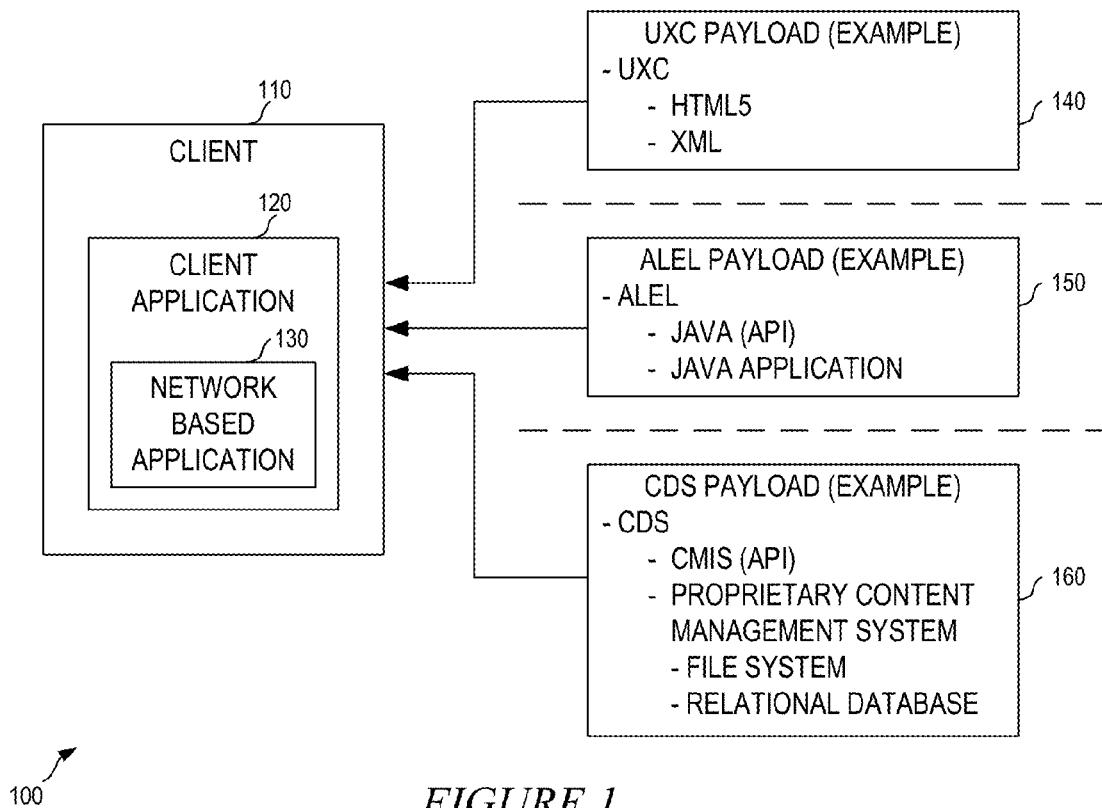 110
CLIENT
120
CLIENT
APPLICATION
130
NETWORK
BASED
APPLICATION
UXC PAYLOAD (EXAMPLE)
- UXC
- HTML5
- XML
140
ALEL PAYLOAD (EXAMPLE)
- ALEL
- JAVA (API)
- JAVA APPLICATION
150
CDS PAYLOAD (EXAMPLE)
- CDS
- CMIS (API)
- PROPRIETARY CONTENT
MANAGEMENT SYSTEM
- FILE SYSTEM
- RELATIONAL DATABASE
160
100
FIGURE 1